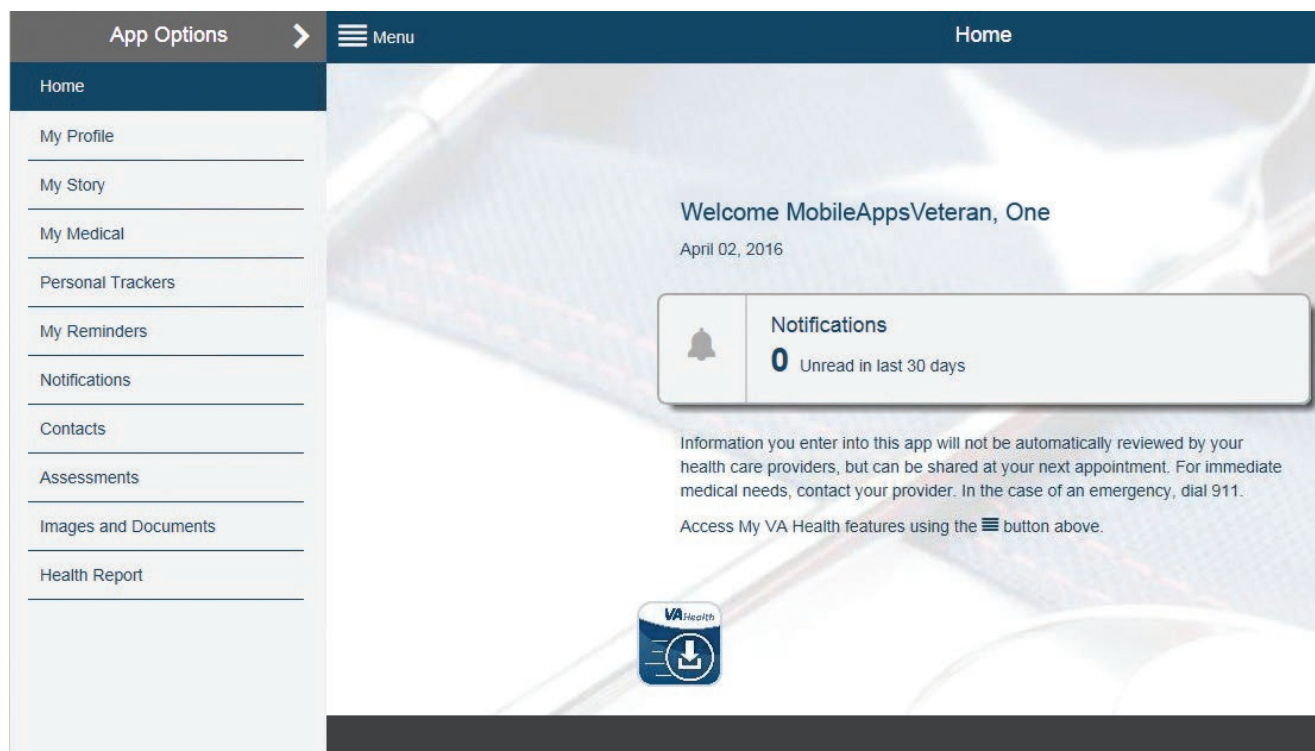 App Options
Menu
Home
Home
My Profile
My Story
My Medical
Personal Trackers
My Reminders
Notifications
Contacts
Assessments
Images and Documents
Health Report
Welcome MobileAppsVeteran, One
April 02, 2016
Notifications
0 Unread in last 30 days
Information you enter into this app will not be automatically reviewed by your
health care providers, but can be shared at your next appointment. For immediate
medical needs, contact your provider. In the case of an emergency, dial 911.
Access My VA Health features using the button above.
VA Health